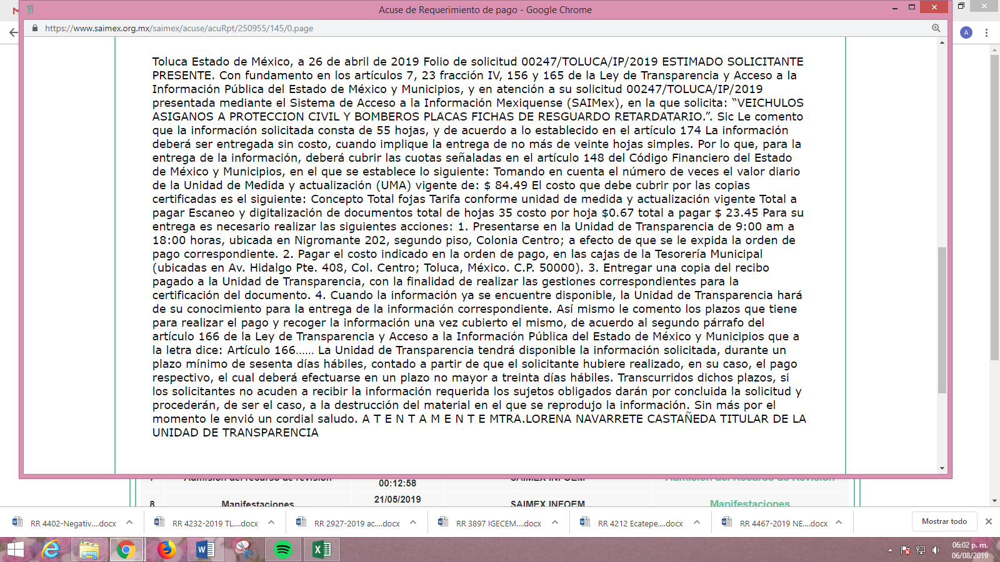 Acuse de Requerimiento de pago - Google Chrome
https://www.saimex.org.mx/saimex/acuse/acuRpt/250955/145/0.page
A
Toluca Estado de México, a 26 de abril de 2019 Folio de solicitud 00247/TOLUCA/IP/2019 ESTIMADO SOLICITANTE
PRESENTE. Con fundamento en los artículos 7, 23 fracción IV, 156 y 165 de la Ley de Transparencia y Acceso a la
Información Pública del Estado de México y Municipios, y en atención a su solicitud 00247/TOLUCA/IP/2019
presentada mediante el Sistema de Acceso a la Información Mexiquense (SAIMex), en la que solicita: “VEICHULOS
ASIGANOS A PROTECCION CIVIL Y BOMBEROS PLACAS FICHAS DE RESGUARDO RETARDATARIO.”. Sic Le comento
que la información solicitada consta de 55 hojas, y de acuerdo a lo establecido en el artículo 174 La información
deberá ser entregada sin costo, cuando implique la entrega de no más de veinte hojas simples. Por lo que, para la
entrega de la información, deberá cubrir las cuotas señaladas en el artículo 148 del Código Financiero del Estado
de México y Municipios, en el que se establece lo siguiente: Tomando en cuenta el número de veces el valor diario
de la Unidad de Medida y actualización (UMA) vigente de: $ 84.49 El costo que debe cubrir por las copias
certificadas es el siguiente: Concepto Total fojas Tarifa conforme unidad de medida y actualización vigente Total a
pagar Escaneo y digitalización de documentos total de hojas 35 costo por hoja $0.67 total a pagar $ 23.45 Para su
entrega es necesario realizar las siguientes acciones: 1. Presentarse en la Unidad de Transparencia de 9:00 am a
18:00 horas, ubicada en Nigromante 202, segundo piso, Colonia Centro; a efecto de que se le expida la orden de
pago correspondiente. 2. Pagar el costo indicado en la orden de pago, en las cajas de la Tesorería Municipal
(ubicadas en Av. Hidalgo Pte. 408, Col. Centro; Toluca, México. C.P. 50000). 3. Entregar una copia del recibo
pagado a la Unidad de Transparencia, con la finalidad de realizar las gestiones correspondientes para la
certificación del documento. 4. Cuando la información ya se encuentre disponible, la Unidad de Transparencia hará
de su conocimiento para la entrega de la información correspondiente. Así mismo le comento los plazos que tiene
para realizar el pago y recoger la información una vez cubierto el mismo, de acuerdo al segundo párrafo del
artículo 166 de la Ley de Transparencia y Acceso a la Información Pública del Estado de México y Municipios que a
la letra dice: Artículo 166...... La Unidad de Transparencia tendrá disponible la información solicitada, durante un
plazo mínimo de sesenta días hábiles, contado a partir de que el solicitante hubiere realizado, en su caso, el pago
respectivo, el cual deberá efectuarse en un plazo no mayor a treinta días hábiles. Transcurridos dichos plazos, si
los solicitantes no acuden a recibir la información requerida los sujetos obligados darán por concluida la solicitud y
procederán, de ser el caso, a la destrucción del material en el que se reprodujo la información. Sin más por el
momento le envió un cordial saludo. A T E N T A M E N T E MTRA.LORENA NAVARRETE CASTAÑEDA TITULAR DE LA
UNIDAD DE TRANSPARENCIA
7 Admisión del recurso de revisión 00:12:58 SAIMEX INFOEM Admisión del Recurso de Revisión
8 Manifestaciones 21/05/2019 SAIMEX INFOEM Manifestaciones
RR 4402-Negativ....docx RR 4232-2019 TL....docx RR 2927-2019 ac....docx RR 3897 IGECEM....docx RR 4212 Ecatepe....docx RR 4467-2019 NE....docx Mostrar todo
06:02 p. m.
06/08/2019